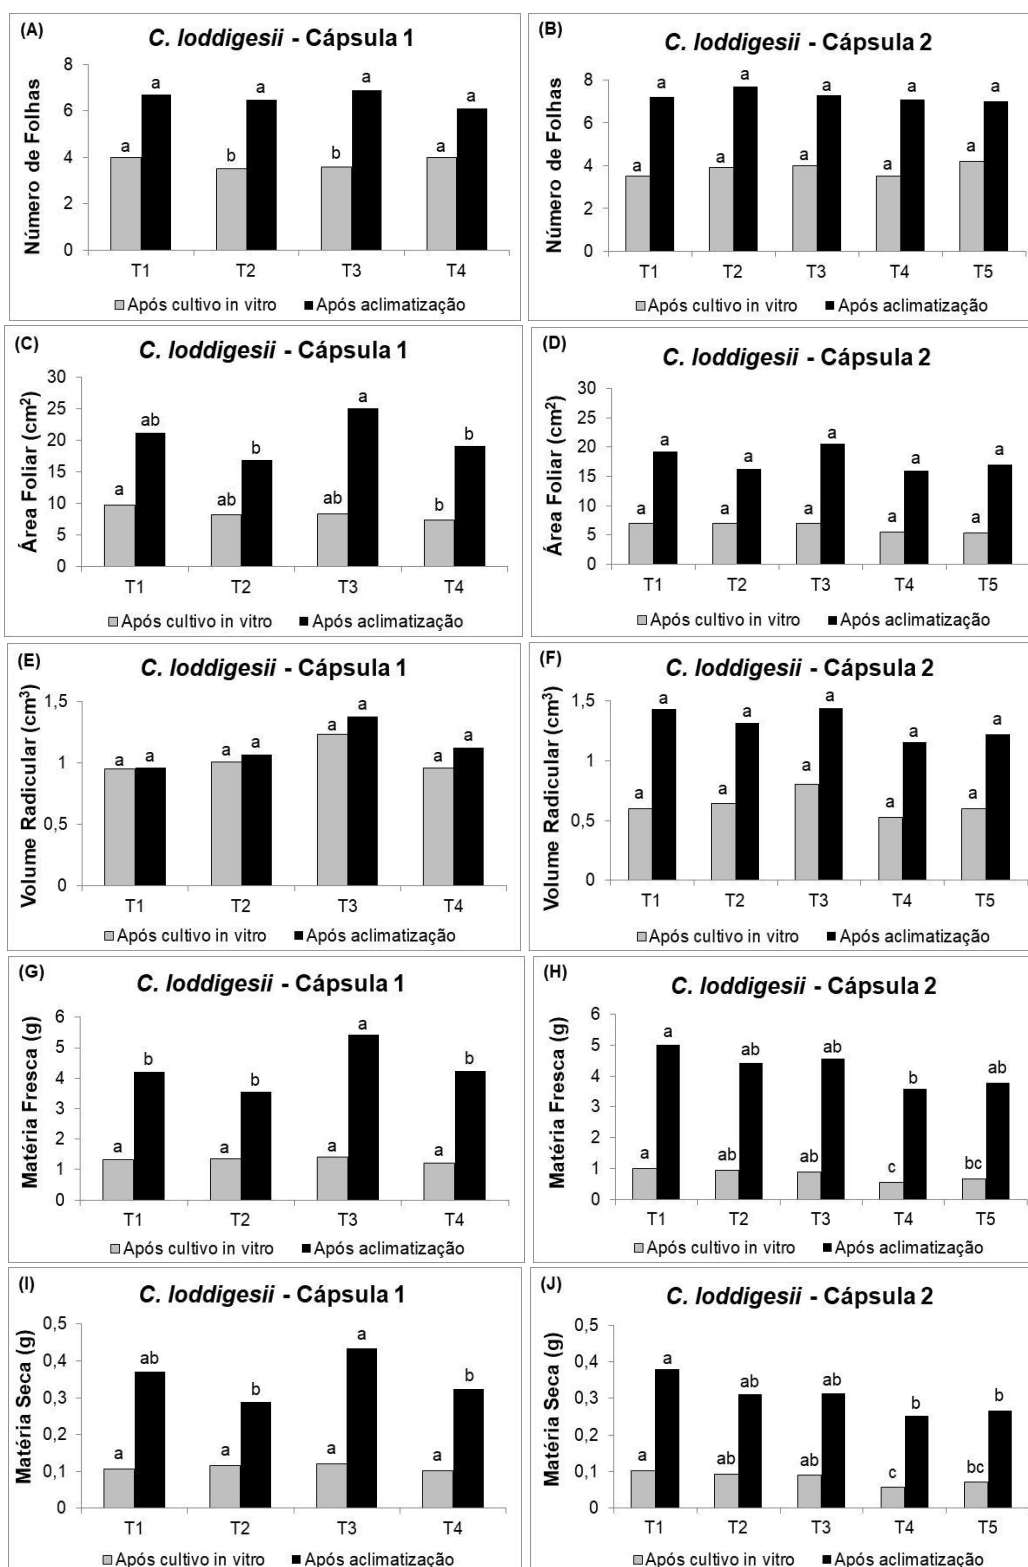 (A)
C. loddigesii - Cápsula 1
Número de Folhas
8
6
4
2
0
a a b a b a a a
T1 T2 T3 T4
Após cultivo in vitro Após aclimatização
(B)
C. loddigesii - Cápsula 2
Número de Folhas
8
6
4
2
0
a a a a a a a a a a
T1 T2 T3 T4 T5
Após cultivo in vitro Após aclimatização
(C)
C. loddigesii - Cápsula 1
Área Foliar (cm²)
30
25
20
15
10
5
0
a ab ab b ab a b b
T1 T2 T3 T4
Após cultivo in vitro Após aclimatização
(D)
C. loddigesii - Cápsula 2
Área Foliar (cm²)
30
25
20
15
10
5
0
a a a a a a a a a a
T1 T2 T3 T4 T5
Após cultivo in vitro Após aclimatização
(E)
C. loddigesii - Cápsula 1
Volume Radicular (cm³)
1,5
1
0,5
0
a a a a a a a a
T1 T2 T3 T4
Após cultivo in vitro Após aclimatização
(F)
C. loddigesii - Cápsula 2
Volume Radicular (cm³)
1,5
1
0,5
0
a a a a a a a a a a
T1 T2 T3 T4 T5
Após cultivo in vitro Após aclimatização
(G)
C. loddigesii - Cápsula 1
Matéria Fresca (g)
6
5
4
3
2
1
0
a b a b a a a b
T1 T2 T3 T4
Após cultivo in vitro Após aclimatização
(H)
C. loddigesii - Cápsula 2
Matéria Fresca (g)
6
5
4
3
2
1
0
a a ab ab ab ab c b bc ab
T1 T2 T3 T4 T5
Após cultivo in vitro Após aclimatização
(I)
C. loddigesii - Cápsula 1
Matéria Seca (g)
0,5
0,4
0,3
0,2
0,1
0
a ab a b a a a b
T1 T2 T3 T4
Após cultivo in vitro Após aclimatização
(J)
C. loddigesii - Cápsula 2
Matéria Seca (g)
0,5
0,4
0,3
0,2
0,1
0
a a ab ab ab ab c b bc b
T1 T2 T3 T4 T5
Após cultivo in vitro Após aclimatização